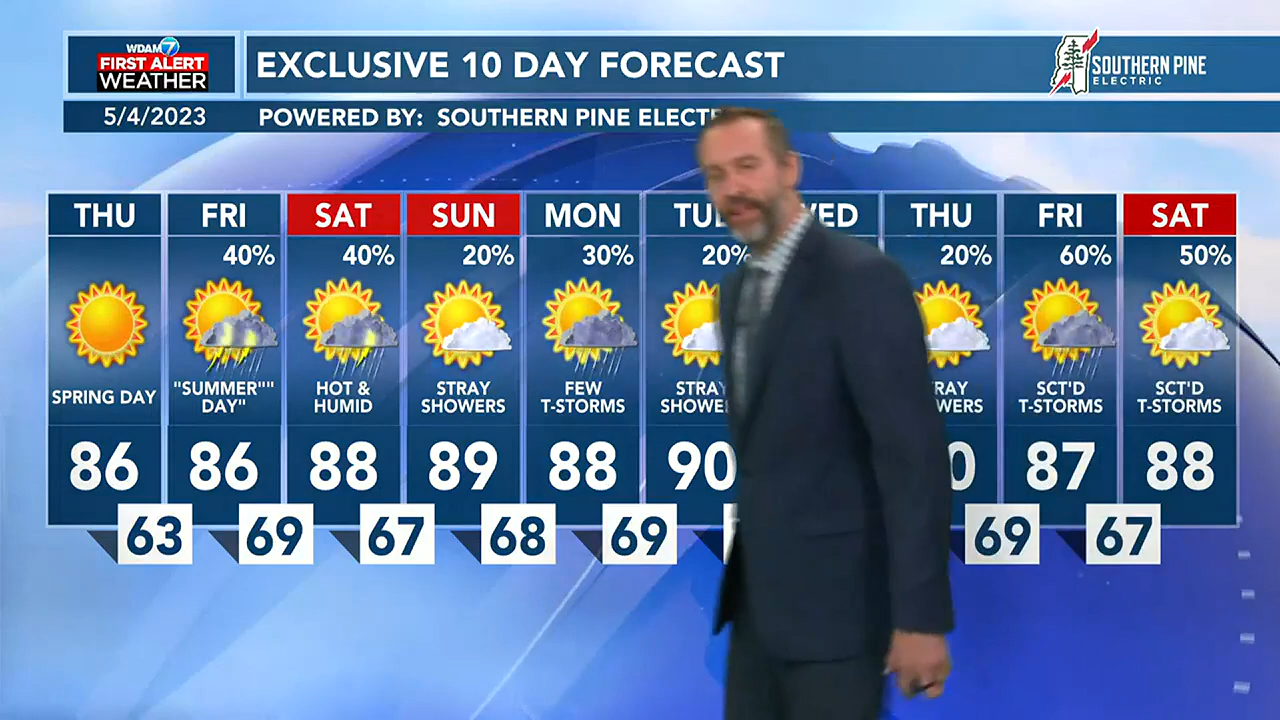 WDAM 7
FIRST ALERT
WEATHER
EXCLUSIVE 10 DAY FORECAST
SOUTHERN PINE
ELECTRIC
5/4/2023
POWERED BY: SOUTHERN PINE
THU FRI SAT SUN MON THU FRI SAT
40% 40% 20% 30% 20% 20% 60% 50%
SPRING DAY
"SUMMER""
DAY"
HOT &
HUMID
STRAY
SHOWERS
FEW
T-STORMS
STRAY
SCT'D
T-STORMS
SCT'D
T-STORMS
86 86 88 89 88 90 87 88
63 69 67 68 69 69 67